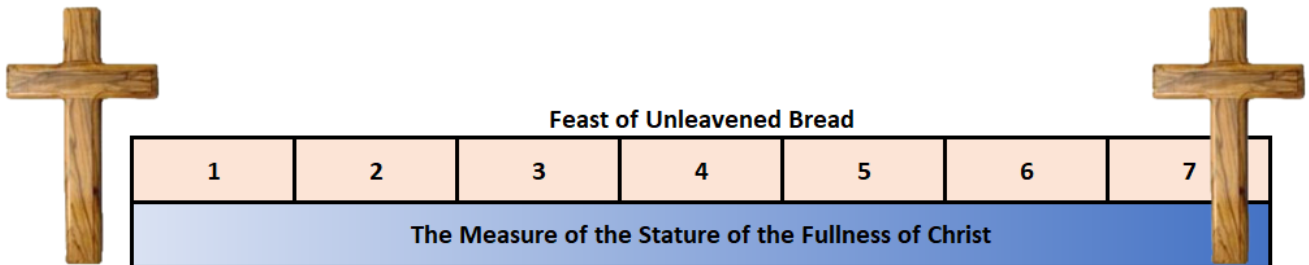 Feast of Unleavened Bread
1 2 3 4 5 6 7
The Measure of the Stature of the Fullness of Christ